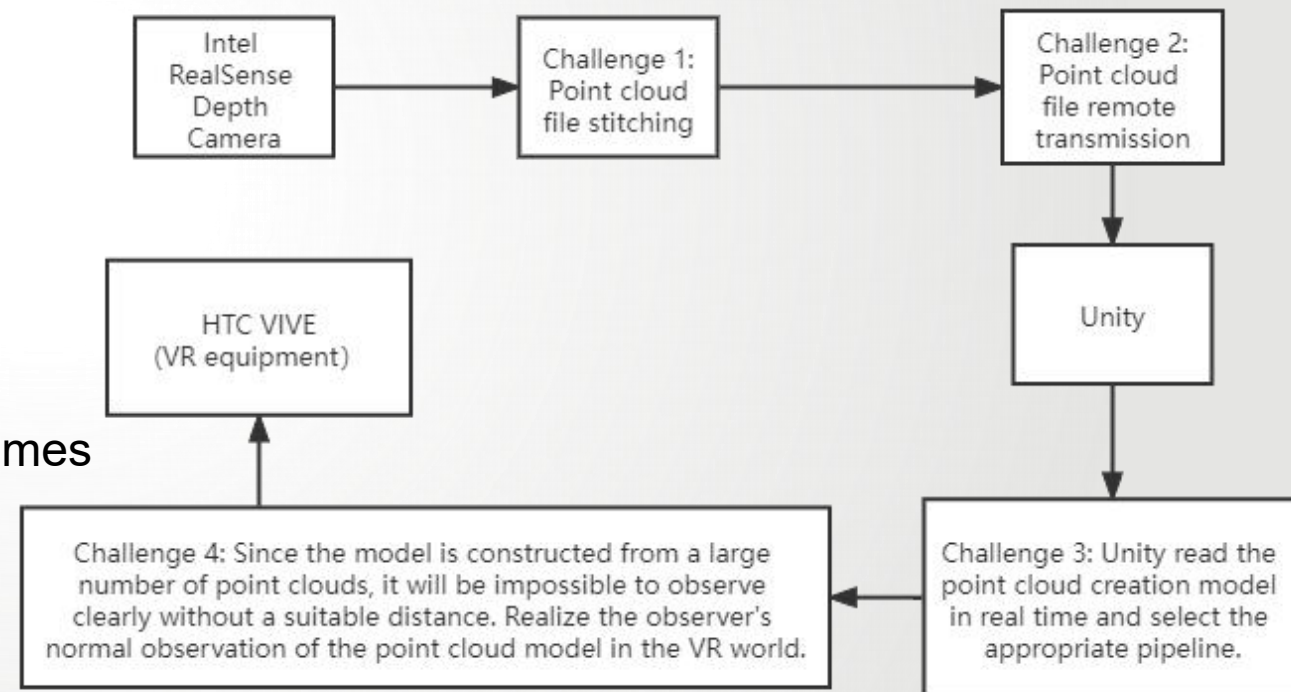 Intel
RealSense
Depth
Camera
Challenge 1:
Point cloud
file stitching
Challenge 2:
Point cloud
file remote
transmission
Unity
HTC VIVE
(VR equipment)
mes
Challenge 4: Since the model is constructed from a large
number of point clouds, it will be impossible to observe
clearly without a suitable distance. Realize the observer's
normal observation of the point cloud model in the VR world.
Challenge 3: Unity read the
point cloud creation model
in real time and select the
appropriate pipeline.